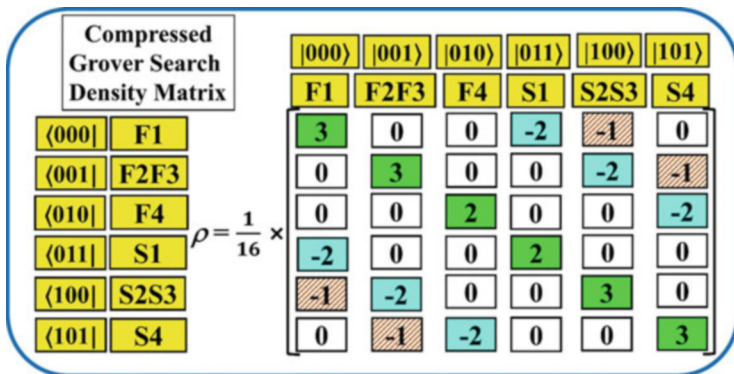 Compressed
Grover Search
Density Matrix
|000⟩ |001⟩ |010⟩ |011⟩ |100⟩ |101⟩
F1 F2F3 F4 S1 S2S3 S4
⟨000| F1 3 0 0 -2 -1 0
⟨001| F2F3 0 3 0 0 -2 -1
⟨010| F4 0 0 2 0 0 -2
ρ = 1/16 ×
⟨011| S1 -2 0 0 2 0 0
⟨100| S2S3 -1 -2 0 0 3 0
⟨101| S4 0 -1 -2 0 0 3